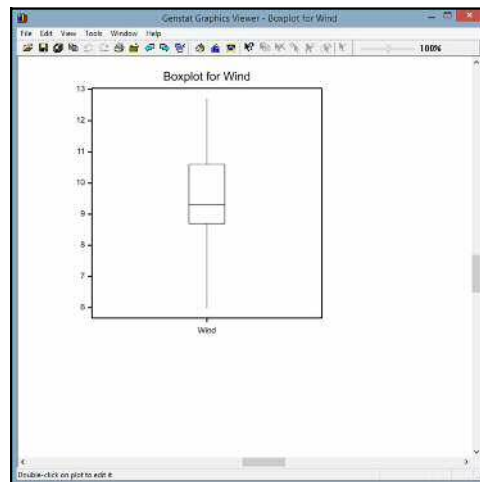 Genstat Graphics Viewer - Boxplot for Wind
File Edit View Tools Window Help
100%
Boxplot for Wind
13
12
11
10
9
8
7
6
Wind
Double-click on plot to edit it